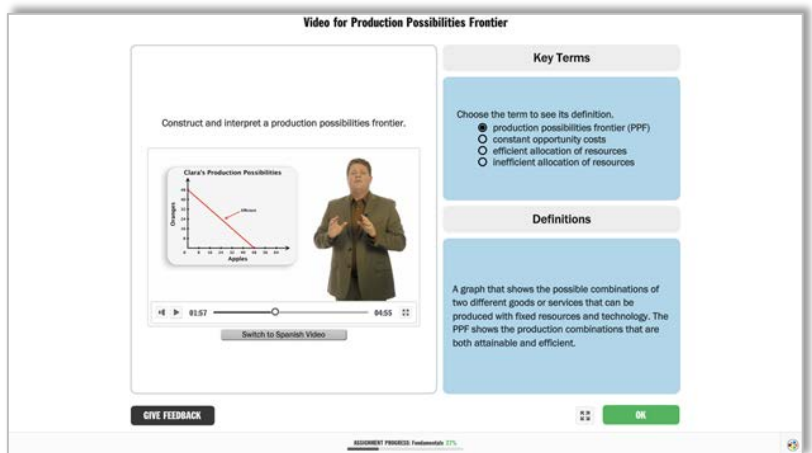 Video for Production Possibilities Frontier
Construct and interpret a production possibilities frontier.
Clara's Production Possibilities
Oranges
Efficient
Apples
01:57
04:55
Switch to Spanish Video
Key Terms
Choose the term to see its definition.
production possibilities frontier (PPF)
constant opportunity costs
efficient allocation of resources
inefficient allocation of resources
Definitions
A graph that shows the possible combinations of
two different goods or services that can be
produced with fixed resources and technology. The
PPF shows the production combinations that are
both attainable and efficient.
GIVE FEEDBACK
OK
ASSIGNMENT PROGRESS: Fundamentals 27%